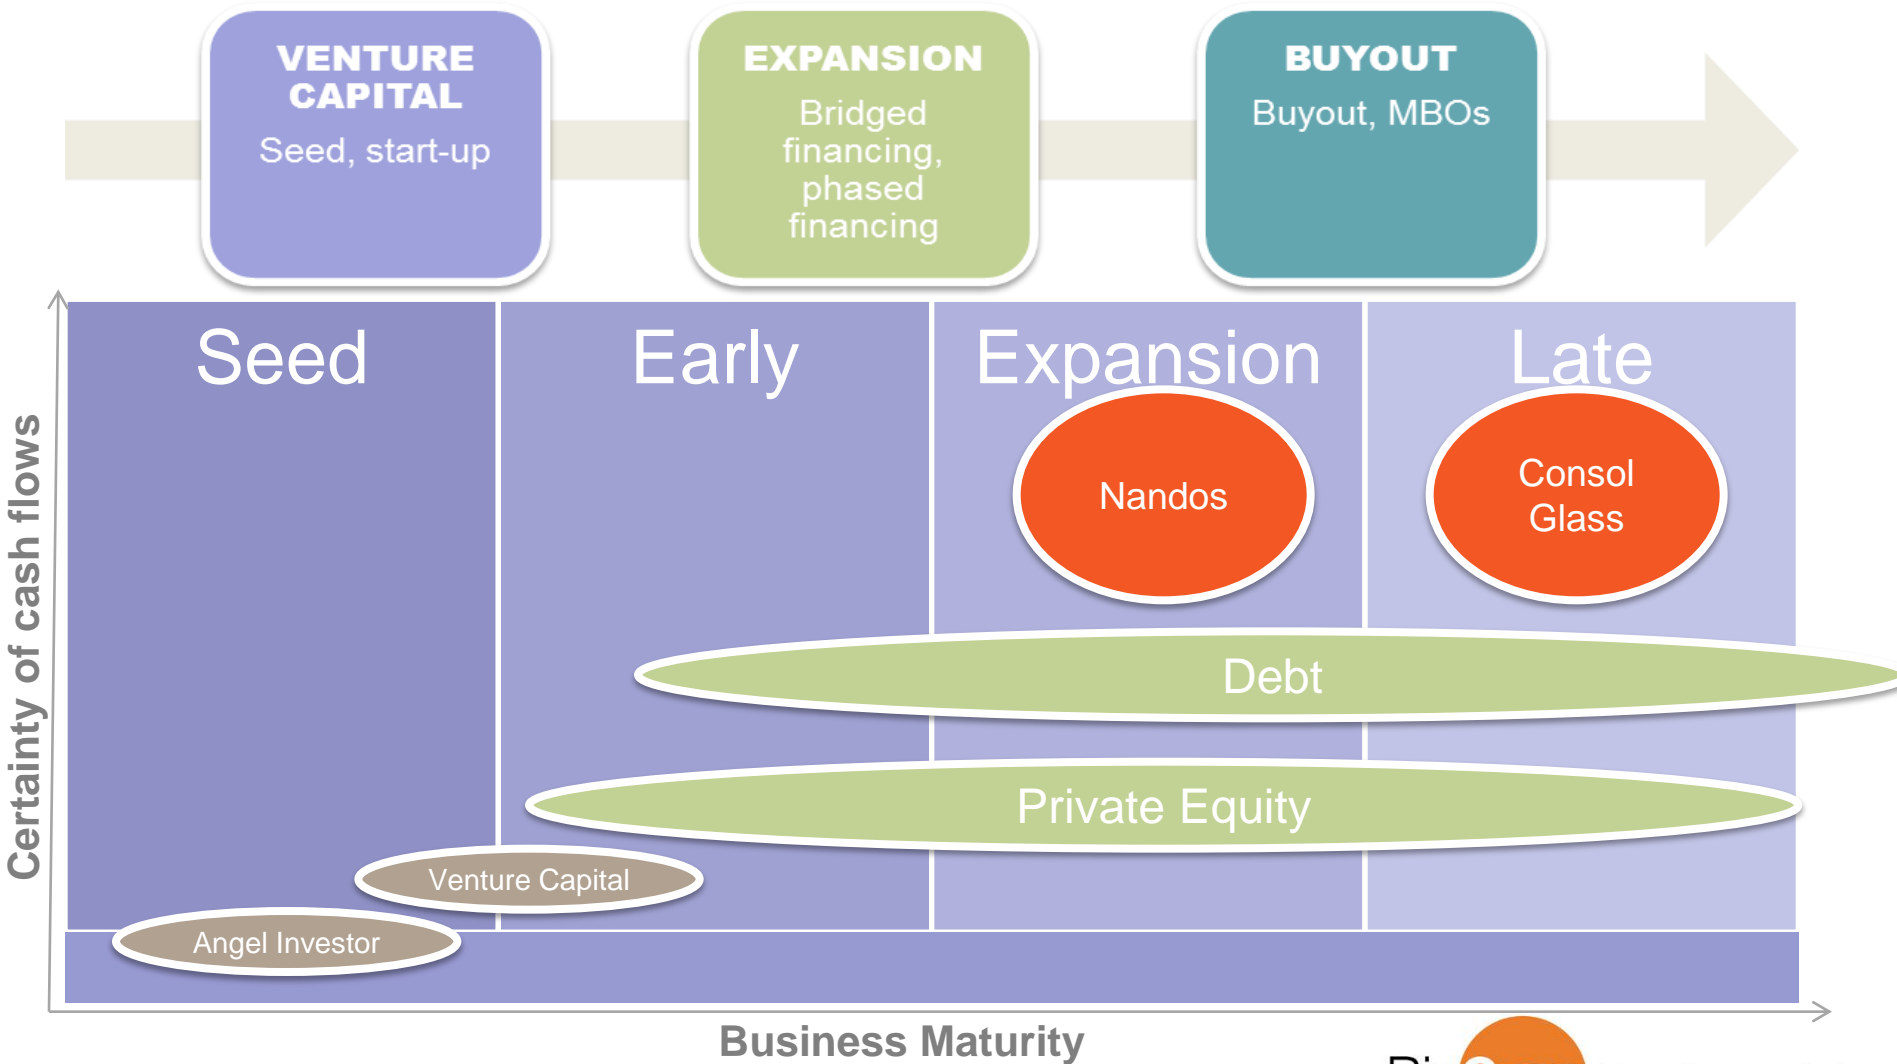 VENTURE
CAPITAL
Seed, start-up
EXPANSION
Bridged
financing,
phased
financing
BUYOUT
Buyout, MBOs
Seed
Early
Expansion
Late
Nandos
Consol
Glass
Debt
Private Equity
Venture Capital
Angel Investor
Certainty of cash flows
Business Maturity